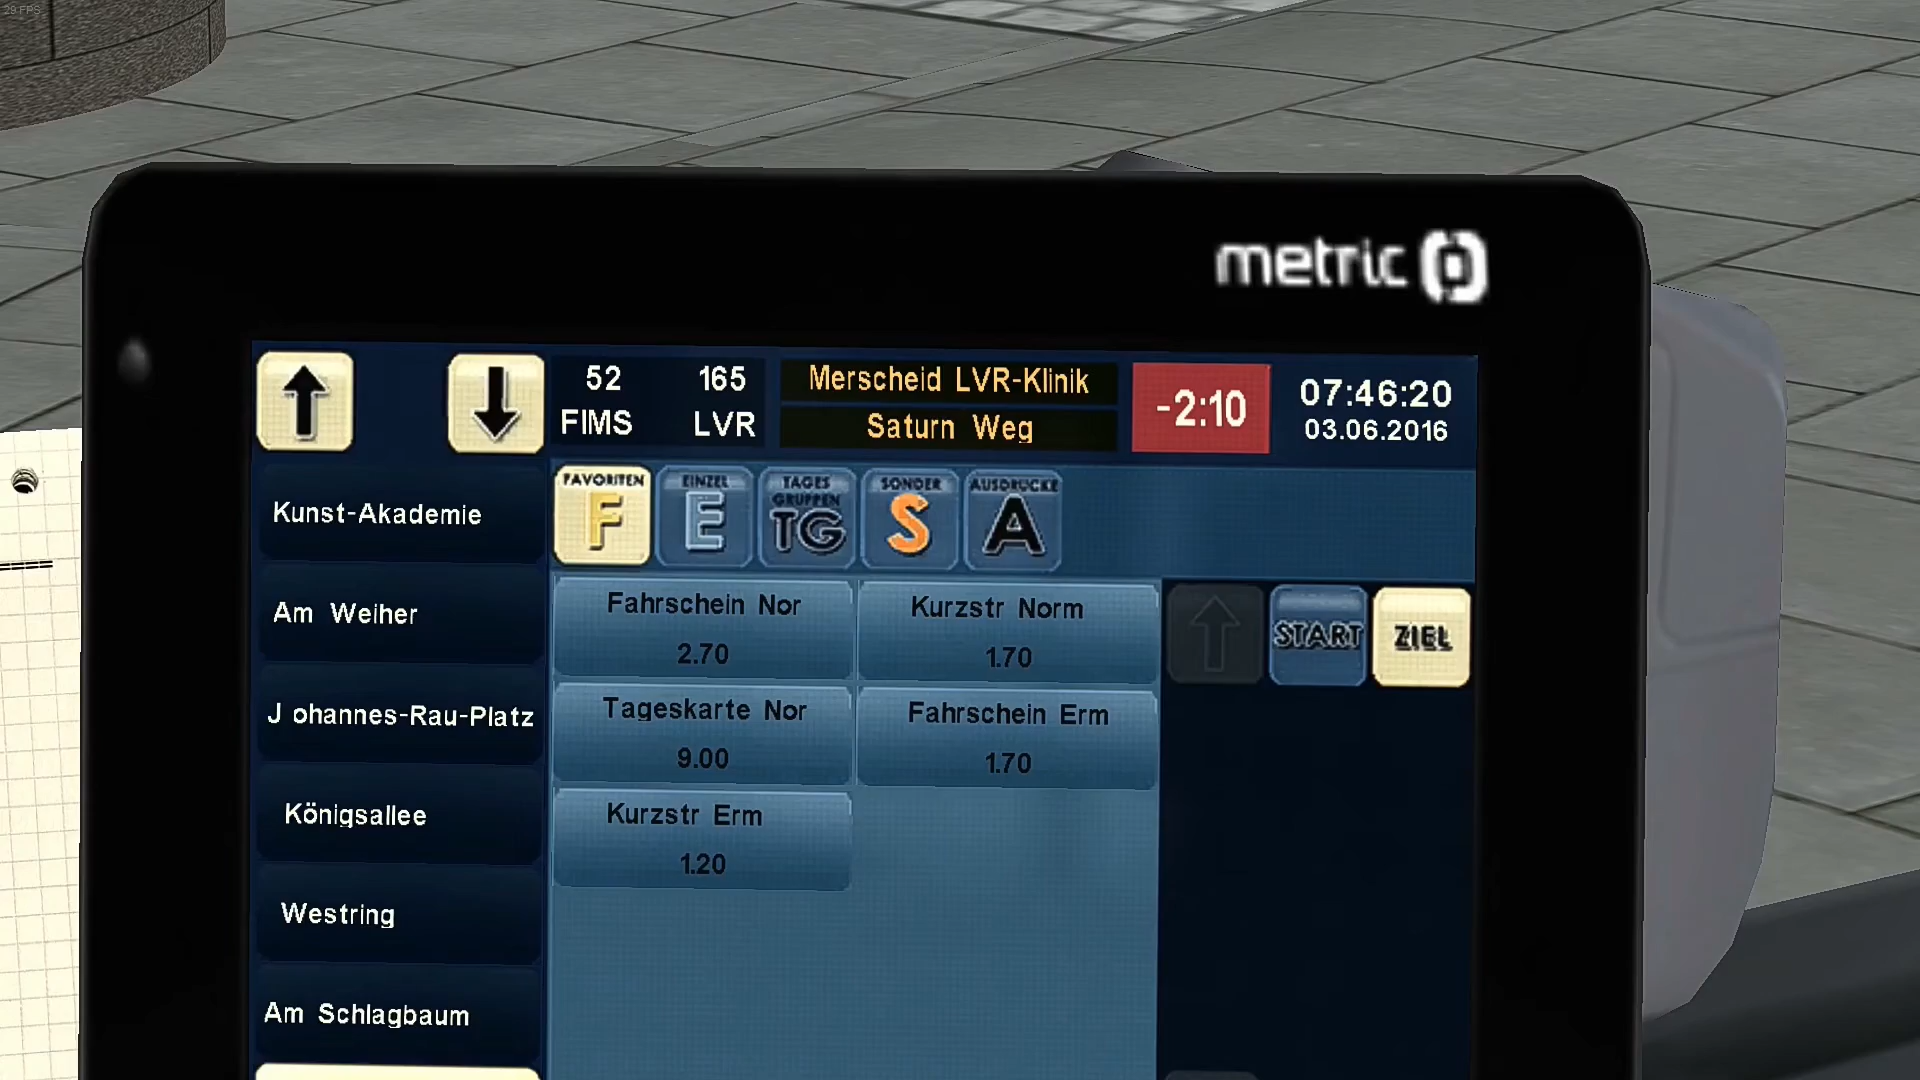 29 FPS
metric
52 165
FIMS LVR
Merscheid LVR-Klinik
Saturn Weg
-2:10
07:46:20
03.06.2016
Kunst-Akademie
Am Weiher
Johannes-Rau-Platz
Königsallee
Westring
Am Schlagbaum
FAVORITEN
F
EINZEL
E
TAGES
GRUPPEN
TG
SONDER
S
AUSDRUCKE
A
Fahrschein Nor
2.70
Kurzstr Norm
1.70
Tageskarte Nor
9.00
Fahrschein Erm
1.70
Kurzstr Erm
1.20
START
ZIEL